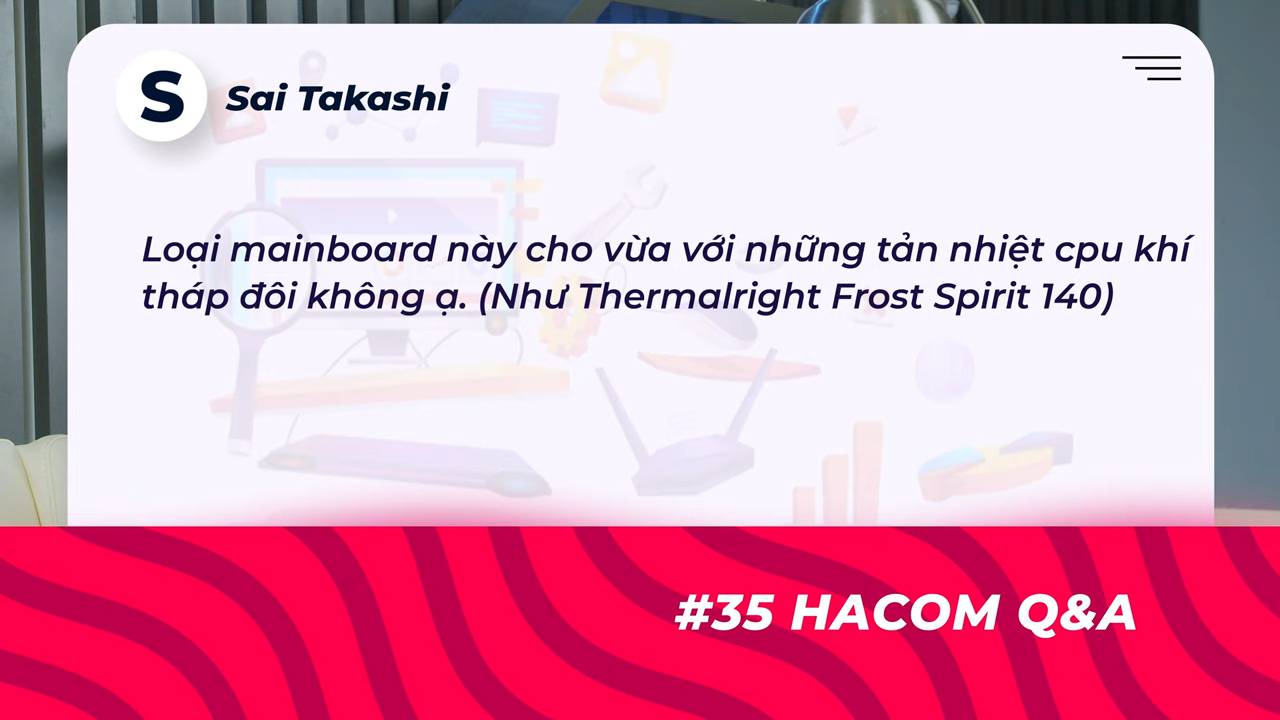 S
Sai Takashi
Loại mainboard này cho vừa với những tản nhiệt cpu khí
tháp đôi không ạ. (Như Thermalright Frost Spirit 140)
#35 HACOM Q&A